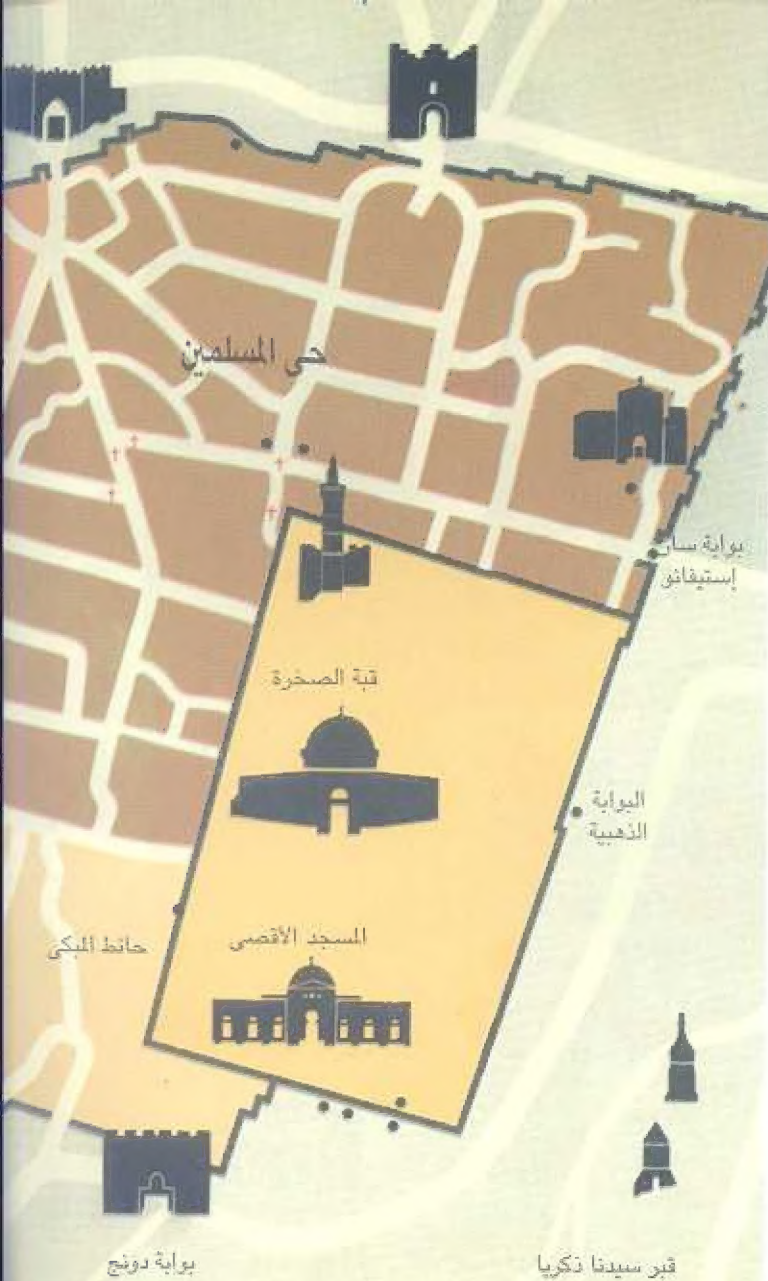 حى المسلمين
بوابة سان
إستيفانو
قبة الصخرة
البوابة
الذهبية
المسجد الأقصى
حائط المبكى
بوابة دونج
قبر سيدنا ذكريا